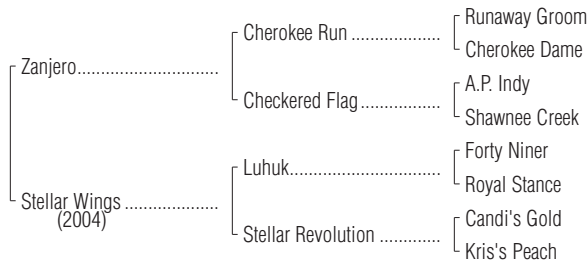 Runaway Groom
Cherokee Run ..................
Cherokee Dame
Zanjero.............................
A.P. Indy
Checkered Flag ................
Shawnee Creek
Forty Niner
Luhuk..............................
Royal Stance
Stellar Wings ...................
(2004)
Candi's Gold
Stellar Revolution .............
Kris's Peach